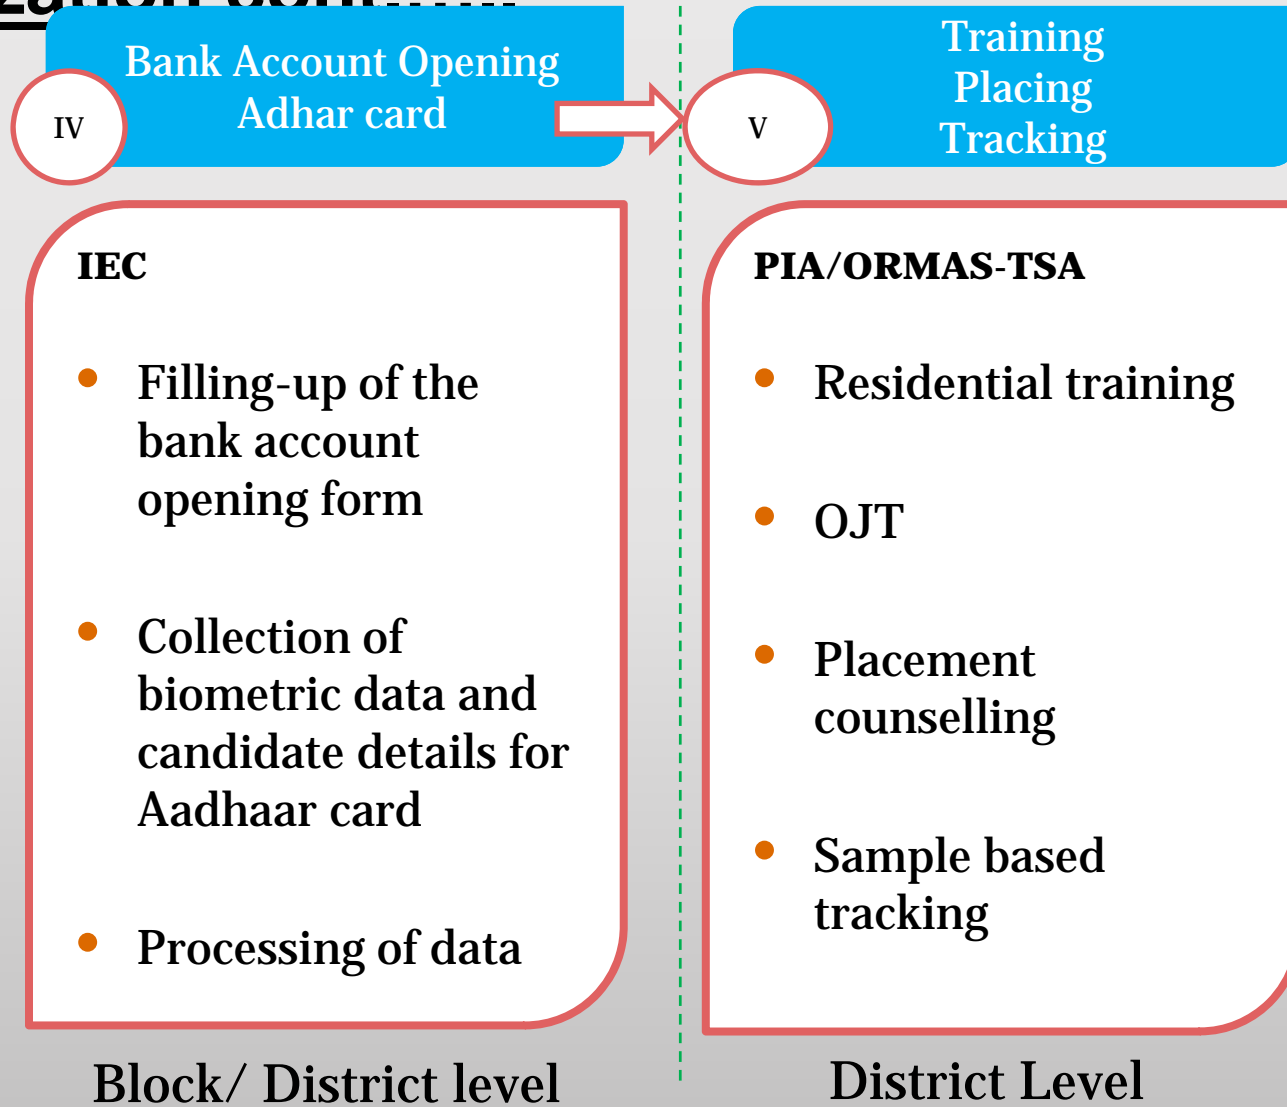 Bank Account Opening
Adhar card
IV
IEC
• Filling-up of the
bank account
opening form
• Collection of
biometric data and
candidate details for
Aadhaar card
• Processing of data
Block/ District level
Training
Placing
Tracking
V
PIA/ORMAS-TSA
• Residential training
• OJT
• Placement
counselling
• Sample based
tracking
District Level